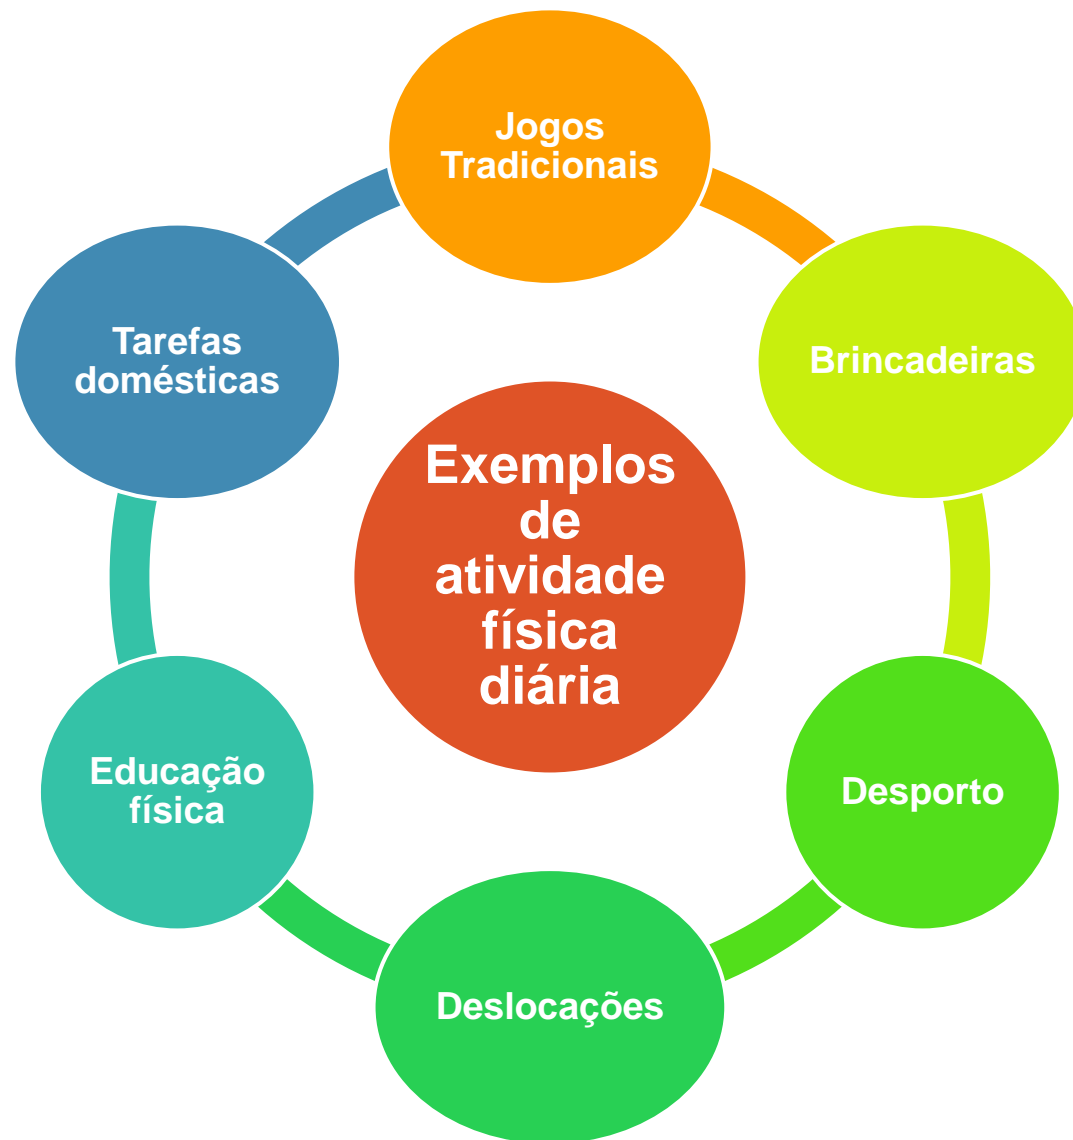 Jogos
Tradicionais
Brincadeiras
Desporto
Deslocações
Educação
física
Tarefas
domésticas
Exemplos
de
atividade
física
diária